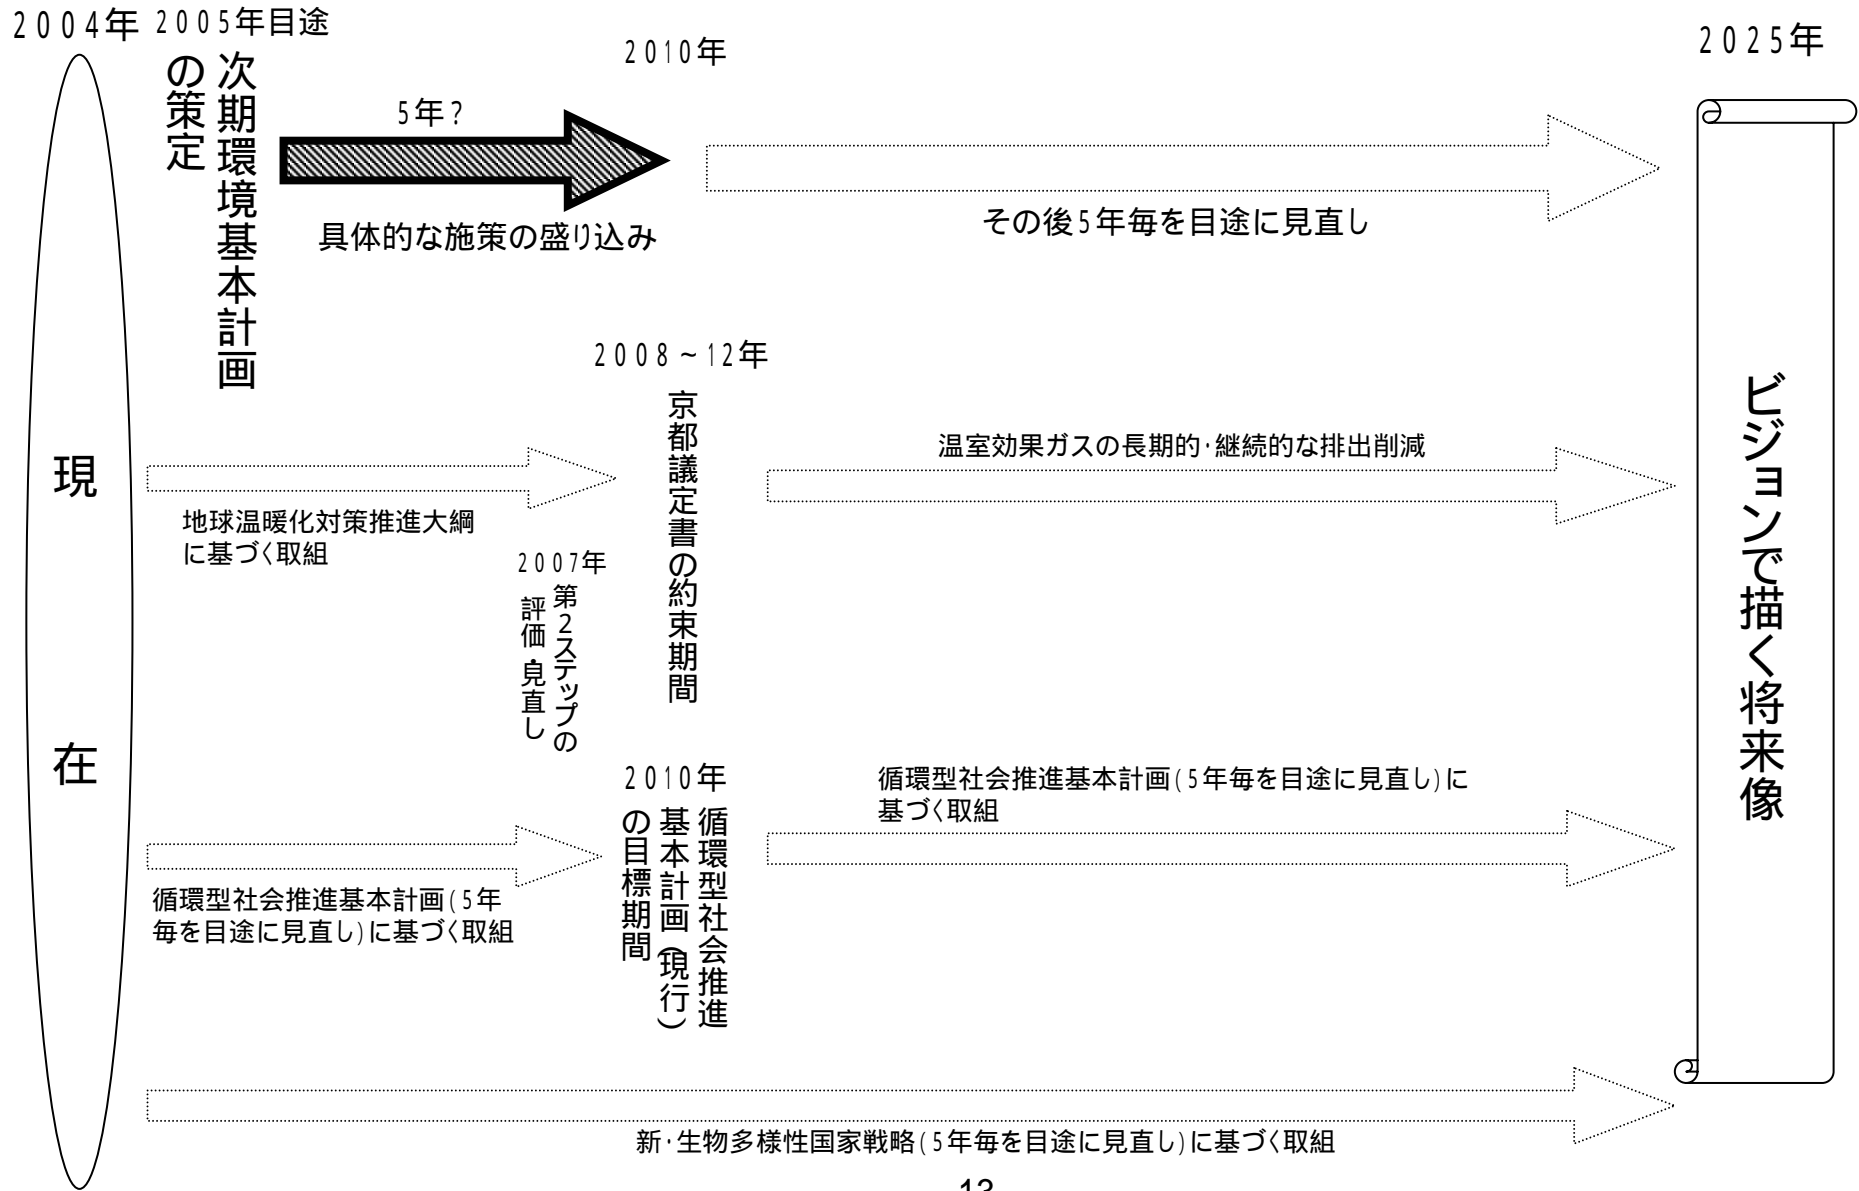 2004年
2005年目途
2010年
2025年
次期環境基本計画
の策定
5年?
具体的な施策の盛り込み
その後5年毎を目途に見直し
現在
2008~12年
京都議定書の約束期間
温室効果ガスの長期的・継続的な排出削減
地球温暖化対策推進大綱
に基づく取組
2007年
第2ステップの
評価・見直し
ビジョンで描く将来像
2010年
循環型社会推進
基本計画(現行)
の目標期間
循環型社会推進基本計画(5年毎を目途に見直し)に
基づく取組
循環型社会推進基本計画(5年
毎を目途に見直し)に基づく取組
新・生物多様性国家戦略(5年毎を目途に見直し)に基づく取組
13